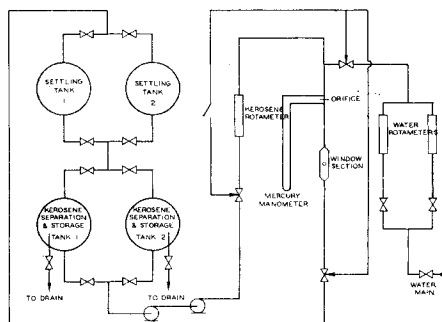 SETTLING
TANK
1
SETTLING
TANK
2
KEROSENE
ROTAMETER
ORIFICE
WATER
ROTAMETERS
WINDOW
SECTION
MERCURY
MANOMETER
KEROSENE
SEPARATION
& STORAGE
TANK 1
KEROSENE
SEPARATION
& STORAGE
TANK 2
TO DRAIN
TO DRAIN
WATER
MAIN